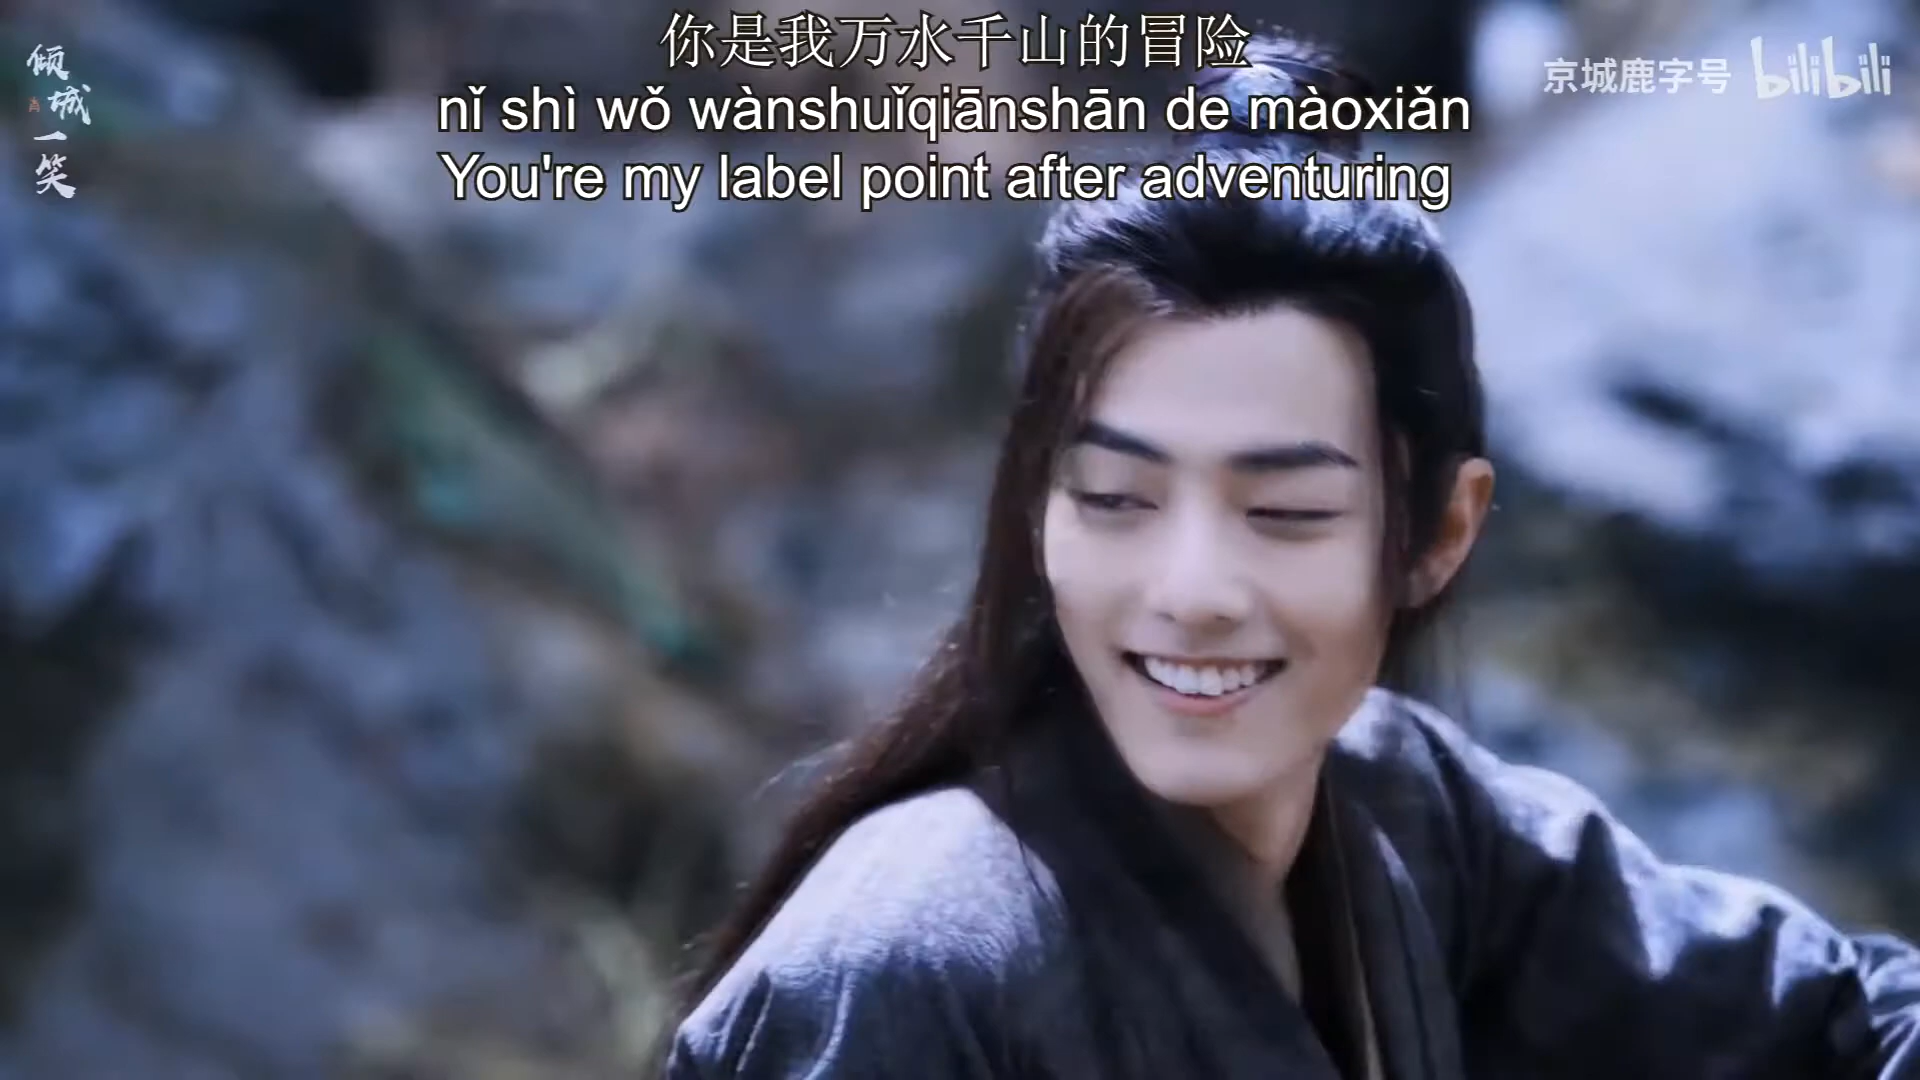 你是我万水千山的冒险
nǐ shì wǒ wànshuǐqiānshān de màoxiǎn
You're my label point after adventuring
倾城一笑
京城鹿字号 bilibili